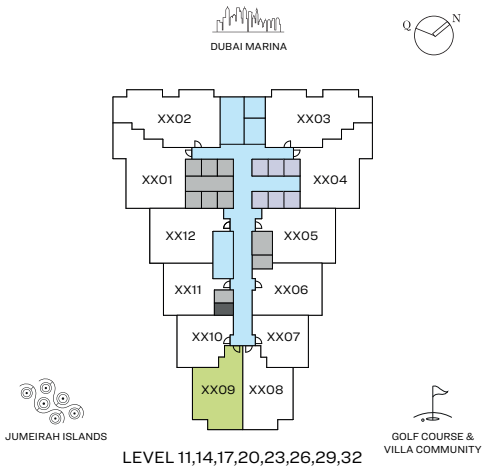 DUBAI MARINA
Q N
XX02 XX03
XX01 XX04
XX12 XX05
XX11 XX06
XX10 XX07
XX09 XX08
JUMEIRAH ISLANDS
GOLF COURSE &
VILLA COMMUNITY
LEVEL 11,14,17,20,23,26,29,32